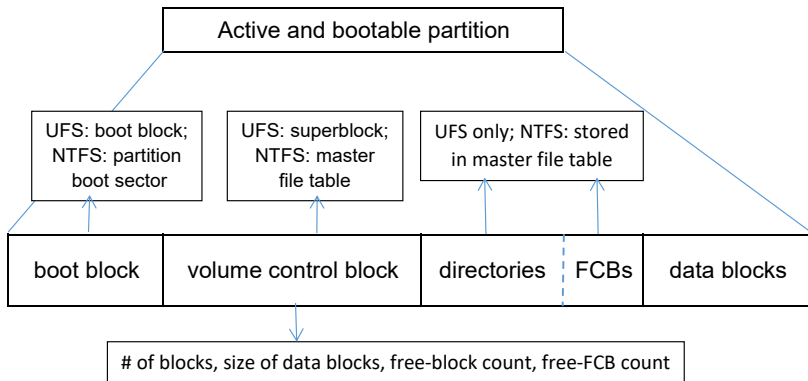 Active and bootable partition
UFS: boot block;
NTFS: partition
boot sector
UFS: superblock;
NTFS: master
file table
UFS only; NTFS: stored
in master file table
boot block
volume control block
directories
FCBs
data blocks
# of blocks, size of data blocks, free-block count, free-FCB count